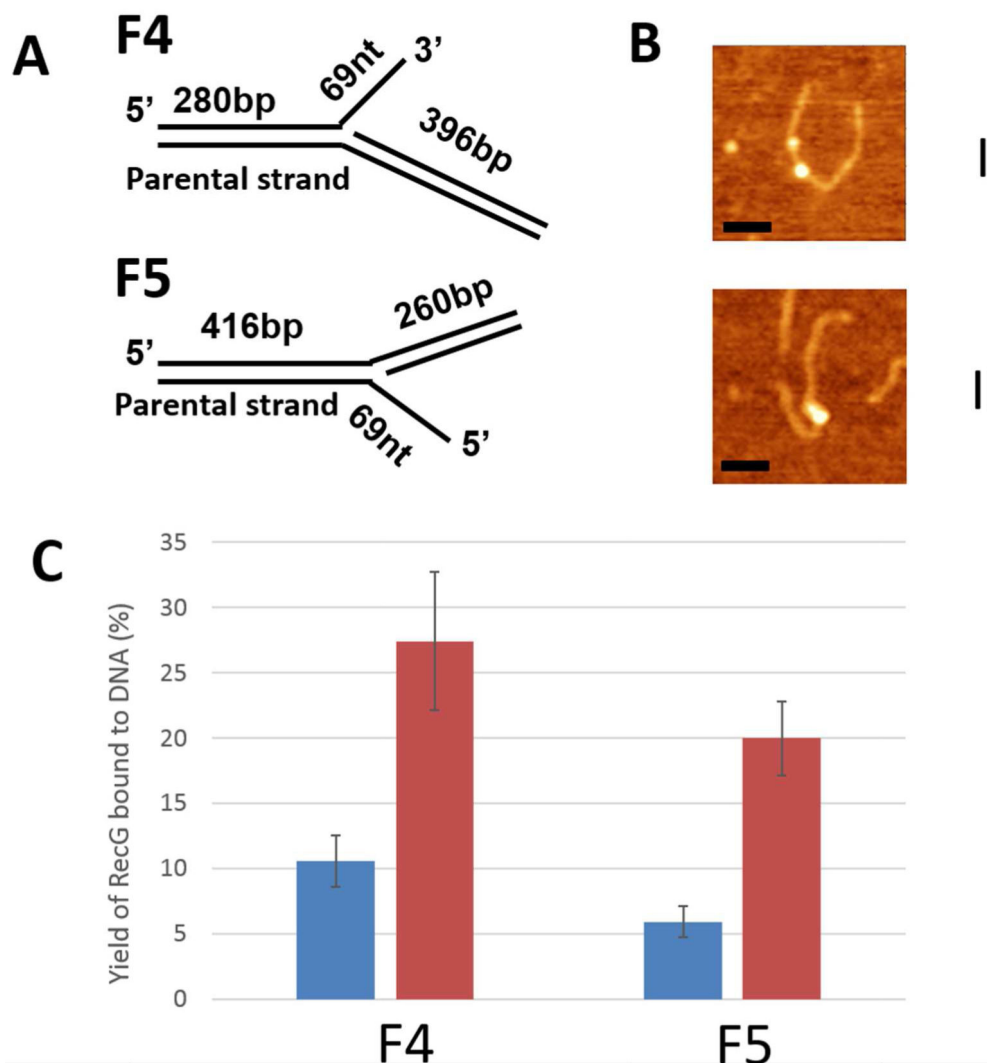 A
F4
5’
280bp
69nt
3’
396bp
Parental strand
F5
5’
416bp
260bp
Parental strand
69nt
5’
B
C
Yield of RecG bound to DNA (%)
35
30
25
20
15
10
5
0
F4
F5